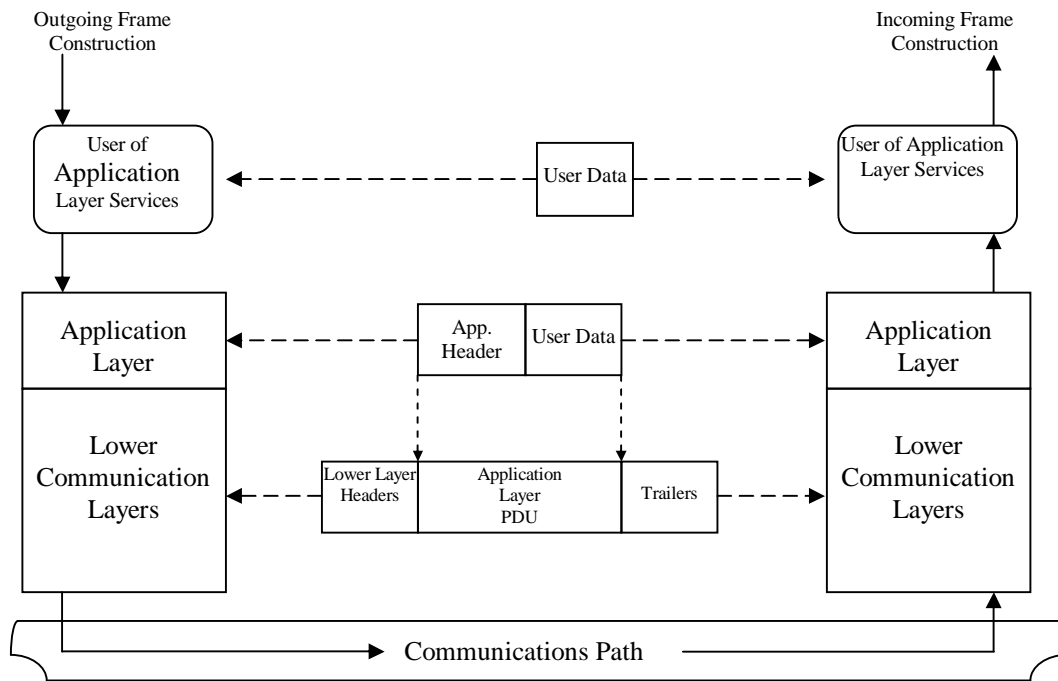 Outgoing Frame
Construction
Incoming Frame
Construction
User of
Application
Layer Services
User Data
User of Application
Layer Services
Application
Layer
App.
Header
User Data
Application
Layer
Lower
Communication
Layers
Lower Layer
Headers
Application
Layer
PDU
Trailers
Lower
Communication
Layers
Communications Path